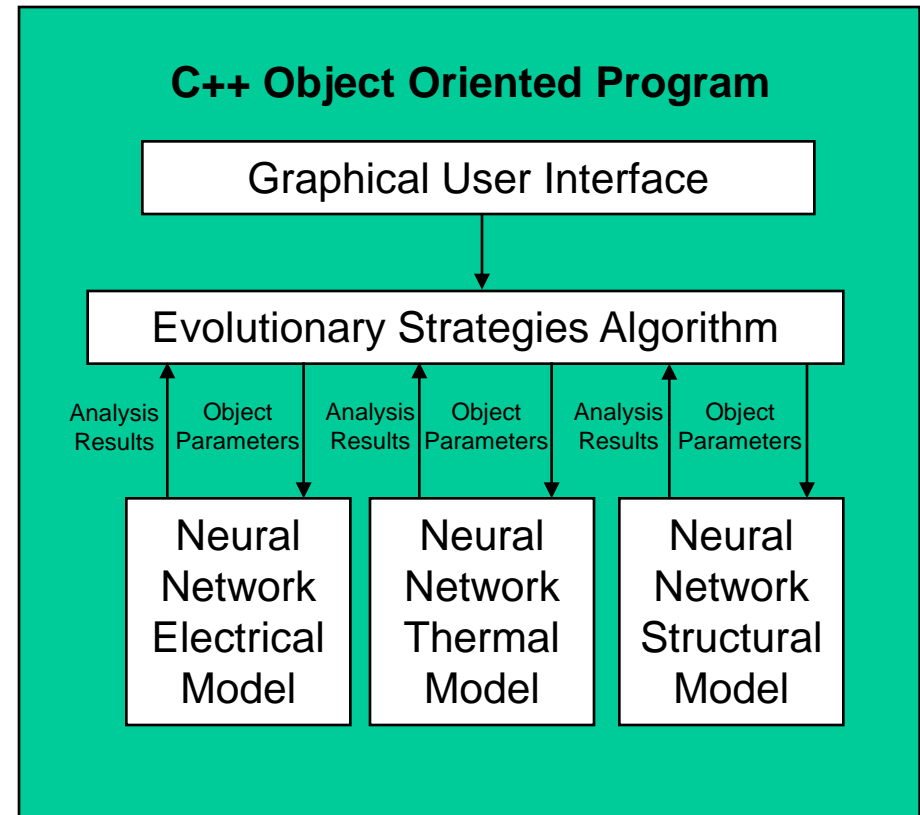 C++ Object Oriented Program
Graphical User Interface
Evolutionary Strategies Algorithm
Analysis
Results
Object
Parameters
Analysis
Results
Object
Parameters
Analysis
Results
Object
Parameters
Neural
Network
Electrical
Model
Neural
Network
Thermal
Model
Neural
Network
Structural
Model